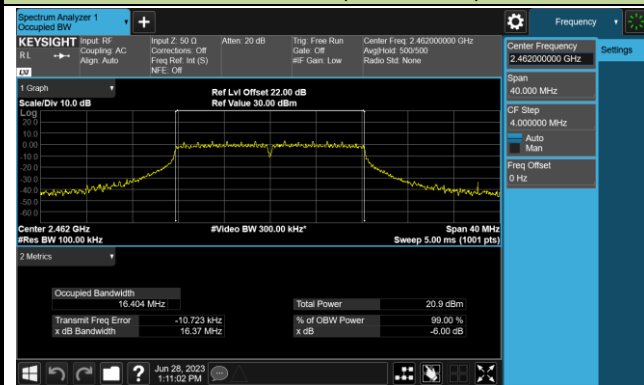 Spectrum Analyzer 1
Occupied BW
+
Frequency
KEYSIGHT
RL
LXI
Input: RF
Coupling: AC
Align: Auto
Input Z: 50 Ω
Corrections: Off
Freq Ref: Int (S)
NFE: Off
Atten: 20 dB
Trig: Free Run
Gate: Off
#IF Gain: Low
Center Freq: 2.462000000 GHz
Avg|Hold: 500/500
Radio Std: None
Center Frequency
2.462000000 GHz
Settings
Span
40.000 MHz
CF Step
4.000000 MHz
Auto
Man
Freq Offset
0 Hz
1 Graph
Scale/Div 10.0 dB
Ref Lvl Offset 22.00 dB
Ref Value 30.00 dBm
Log
20.0
10.0
0.00
-10.0
-20.0
-30.0
-40.0
-50.0
-60.0
Center 2.462 GHz
#Res BW 100.00 kHz
#Video BW 300.00 kHz*
Span 40 MHz
Sweep 5.00 ms (1001 pts)
2 Metrics
Occupied Bandwidth
16.404 MHz
Total Power 20.9 dBm
Transmit Freq Error -10.723 kHz
% of OBW Power 99.00 %
x dB Bandwidth 16.37 MHz
x dB -6.00 dB
?
Jun 28, 2023
1:11:02 PM